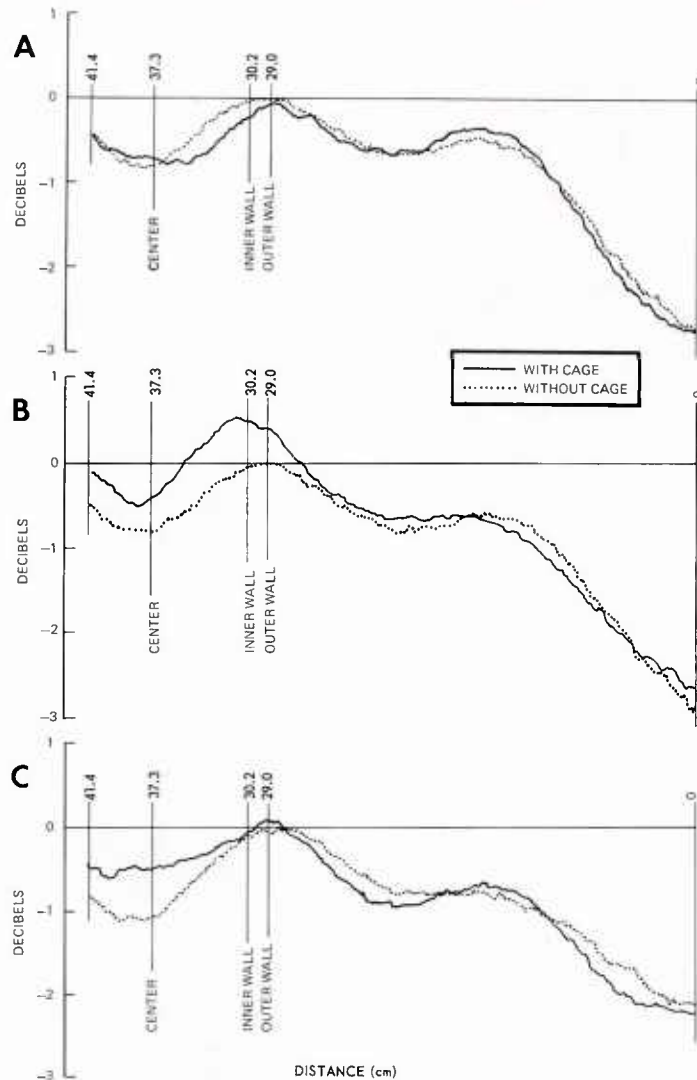 A
1
0
-1
-2
-3
DECIBELS
41.4
37.3
30.2
29.0
CENTER
INNER WALL
OUTER WALL
WITH CAGE
WITHOUT CAGE
B
1
0
-1
-2
-3
DECIBELS
41.4
37.3
30.2
29.0
CENTER
INNER WALL
OUTER WALL
C
1
0
-1
-2
-3
DECIBELS
41.4
37.3
30.2
29.0
0
CENTER
INNER WALL
OUTER WALL
DISTANCE (cm)